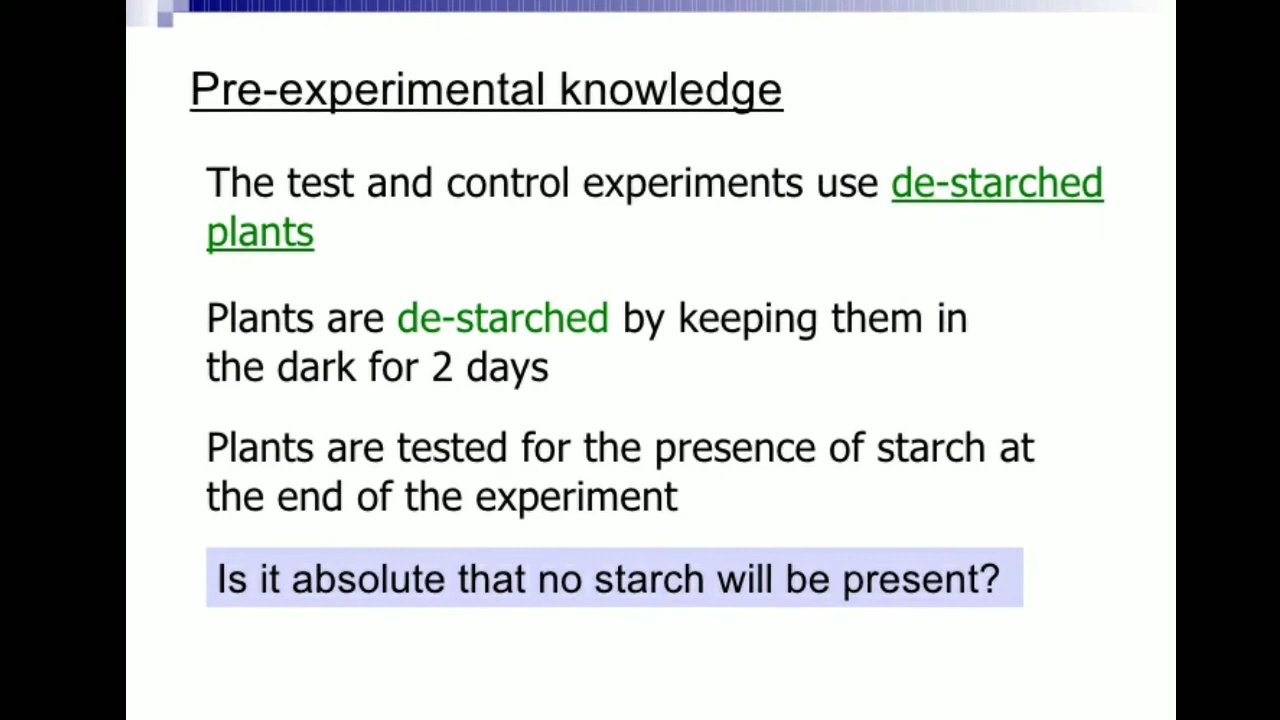 Pre-experimental knowledge
The test and control experiments use de-starched
plants
Plants are de-starched by keeping them in
the dark for 2 days
Plants are tested for the presence of starch at
the end of the experiment
Is it absolute that no starch will be present?